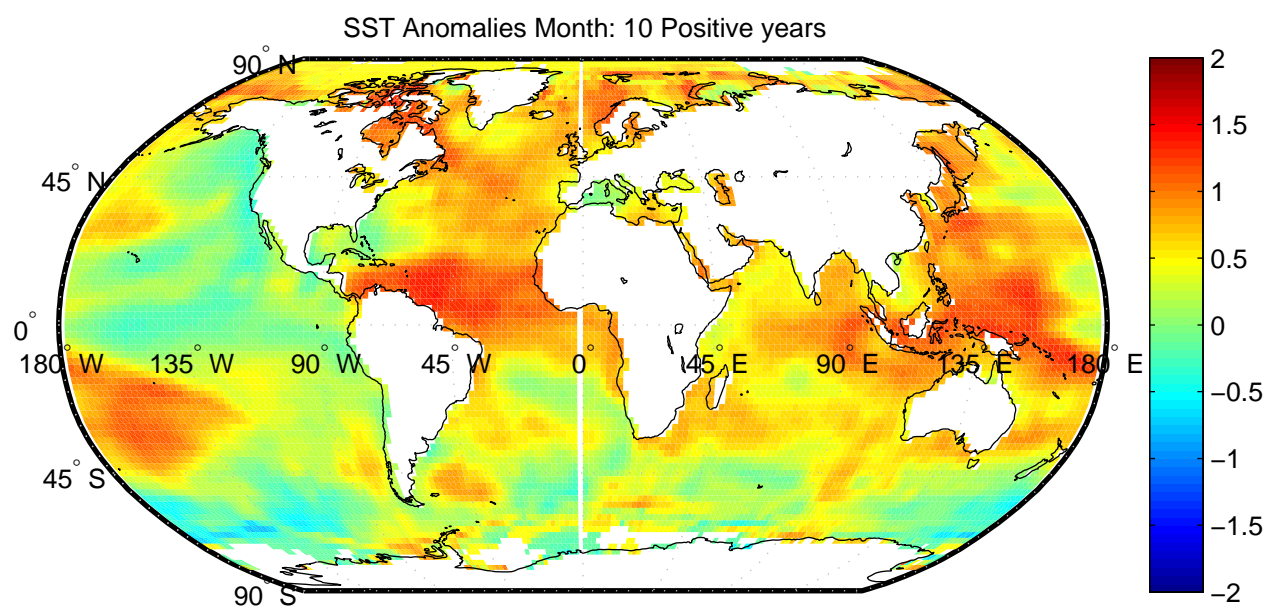 SST Anomalies Month: 10 Positive years
90° N
45° N
0°
180° W 135° W 90° W 45° W 0° 45° E 90° E 135° E 180° E
45° S
90° S
2
1.5
1
0.5
0
−0.5
−1
−1.5
−2